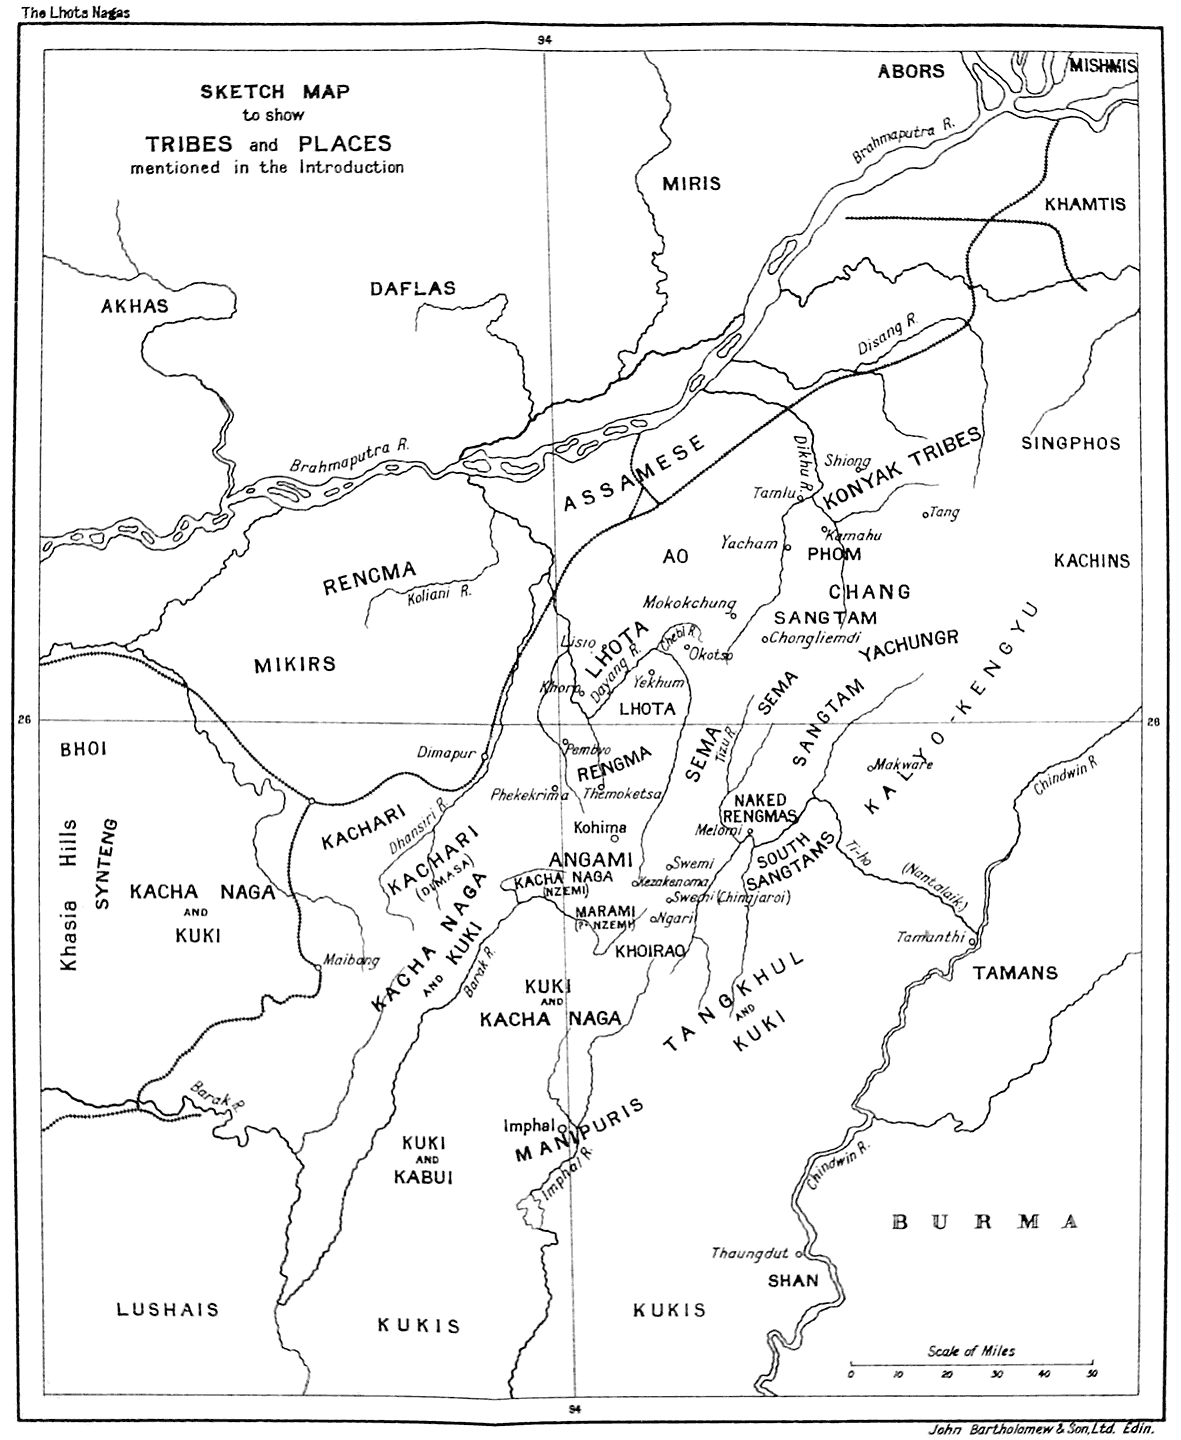 The Lhota Nagas
94
SKETCH MAP
to show
TRIBES and PLACES
mentioned in the Introduction
ABORS
MISHMIS
Brahmaputra R.
MIRIS
KHAMTIS
AKHAS
DAFLAS
Disang R.
Brahmaputra R.
ASSAMESE
Dikhu R.
Shiong
KONYAK TRIBES
SINGPHOS
Tamlu
Tang
Kamahu
Yacham
PHOM
AO
KACHINS
RENGMA
Koliani R.
CHANG
Mokokchung
SANGTAM
Chongliemdi
YACHUNGR
Lisio
LHOTA
Chebi R.
Okotso
MIKIRS
Dayang R.
Khoro
Yekhum
LHOTA
SEMA
SANGTAM
KALYO-KENGYU
26
26
BHOI
Dimapur
Pembvo
RENGMA
SEMA
Tizu R.
Makware
Chindwin R.
Phekekrima
Themoketsa
NAKED
RENGMAS
KACHARI
Dhansiri R.
Kohima
Melomi
Khasia Hills
SYNTENG
KACHARI
(DIMASA)
ANGAMI
Swemi
SOUTH
SANGTAMS
Ti-ho
(Nantalaik)
KACHA NAGA
AND
KUKI
KACHA NAGA
(NZEMI)
Kezakenoma
Swemi (Chingjaroi)
KACHA NAGA
AND KUKI
MARAMI
(?=NZEMI)
Ngari
Tamanthi
Maibang
Barak R.
KHOIRAO
TAMANS
KUKI
AND
KACHA NAGA
TANGKHUL
AND
KUKI
Barak R.
Imphal
MANIPURIS
Imphal R.
KUKI
AND
KABUI
Chindwin R.
BURMA
Thaungdut
SHAN
LUSHAIS
KUKIS
KUKIS
Scale of Miles
0 10 20 30 40 50
94
John Bartholomew & Son, Ltd. Edin.